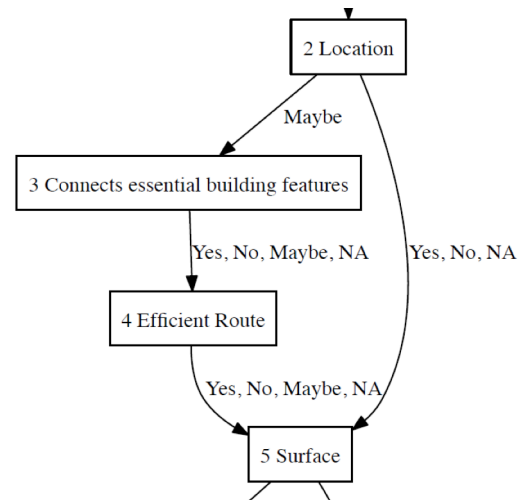 2 Location
Maybe
3 Connects essential building features
Yes, No, Maybe, NA
Yes, No, NA
4 Efficient Route
Yes, No, Maybe, NA
5 Surface